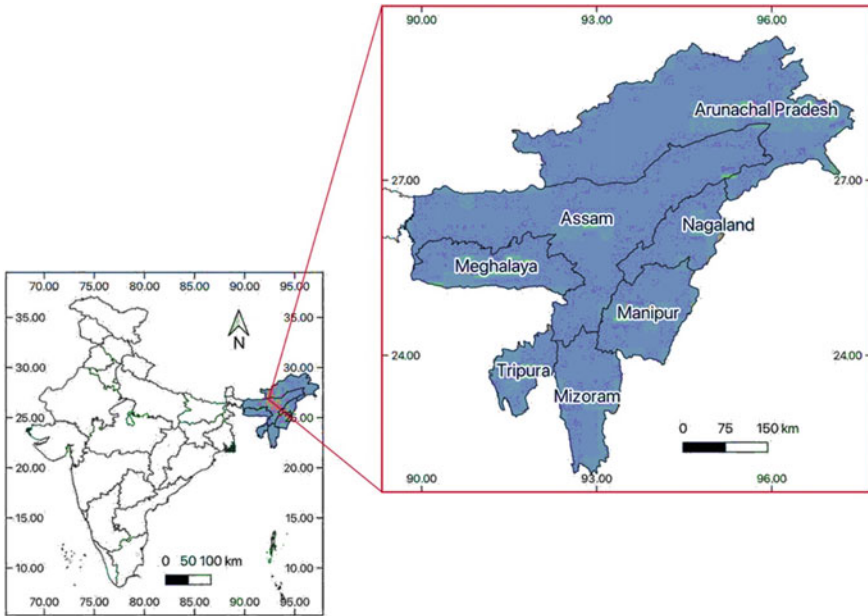 90.00 93.00 96.00
Arunachal Pradesh
27.00 27.00
Assam
Nagaland
Meghalaya
Manipur
24.00 24.00
Tripura
Mizoram
0 75 150 km
90.00 93.00 96.00
70.00 75.00 80.00 85.00 90.00 95.00
35.00 35.00
N
30.00 30.00
25.00 25.00
20.00 20.00
15.00 15.00
0 50 100 km
10.00 10.00
70.00 75.00 80.00 85.00 90.00 95.00